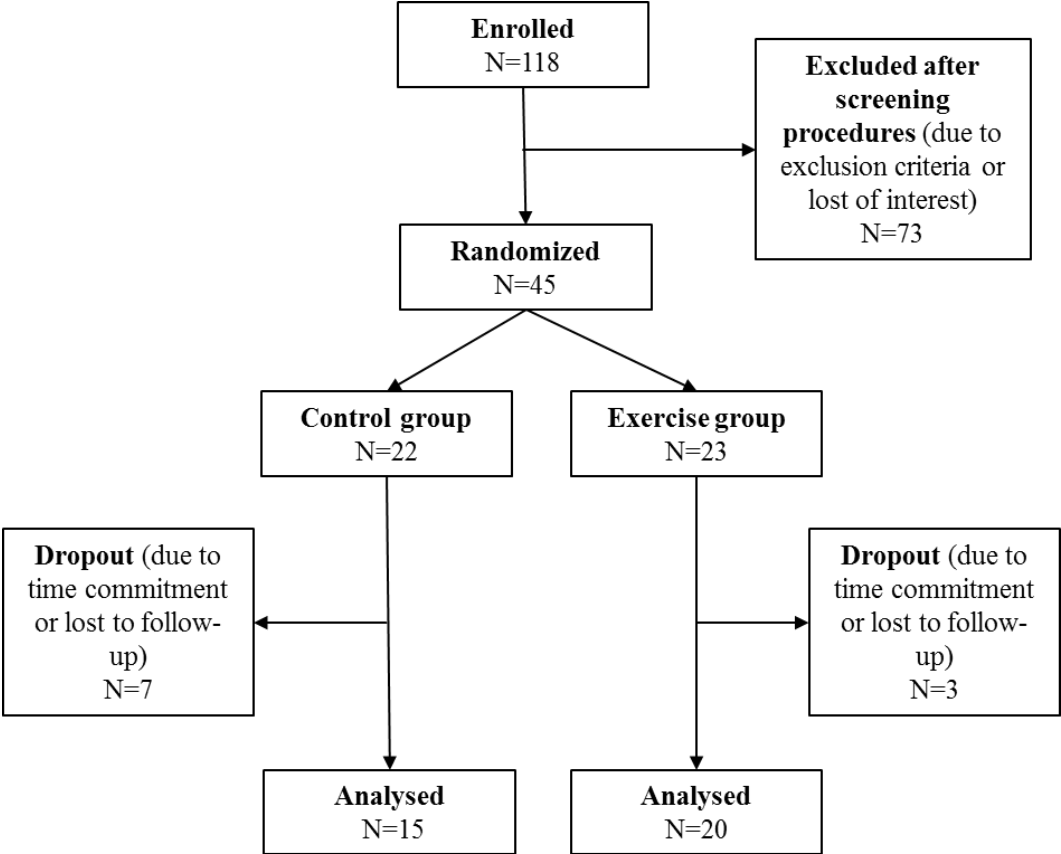 Enrolled
N=118
Excluded after
screening
procedures (due to
exclusion criteria or
lost of interest)
N=73
Randomized
N=45
Control group
N=22
Exercise group
N=23
Dropout (due to
time commitment
or lost to follow-
up)
N=7
Dropout (due to
time commitment
or lost to follow-
up)
N=3
Analysed
N=15
Analysed
N=20